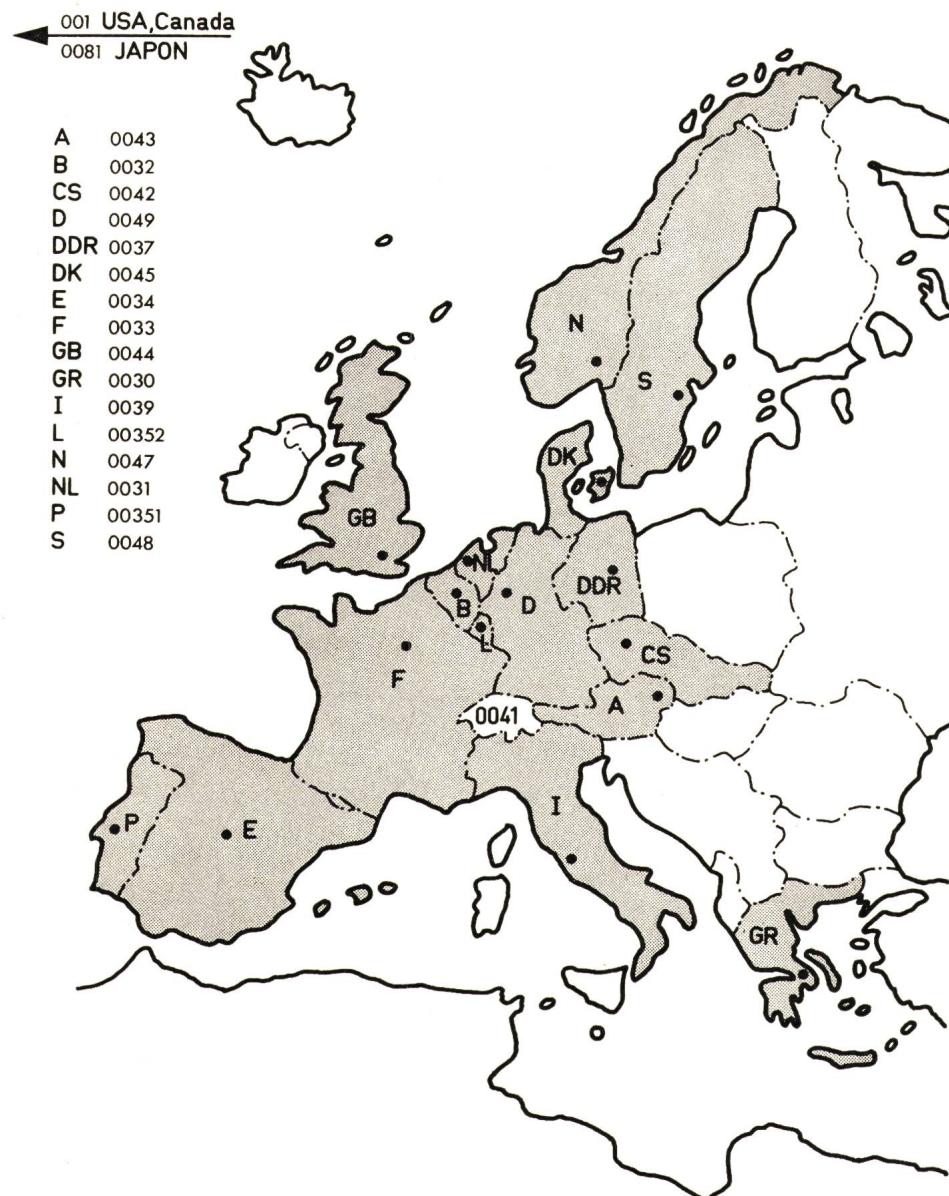 001 USA,Canada
0081 JAPON
A 0043
B 0032
CS 0042
D 0049
DDR 0037
DK 0045
E 0034
F 0033
GB 0044
GR 0030
I 0039
L 00352
N 0047
NL 0031
P 00351
S 0048
N
S
DK
GB
NL
DDR
B
D
L
CS
F
A
0041
I
P
E
GR